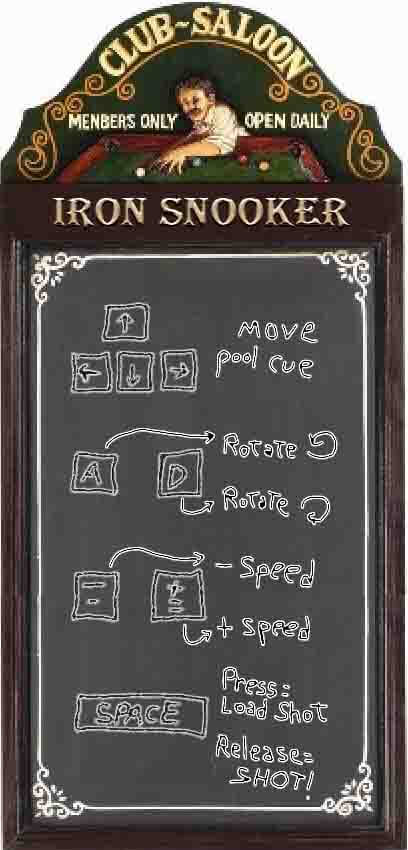 CLUB~SALOON
MENBERS ONLY OPEN DAILY
IRON SNOOKER
↑
← ↓ →
Move
pool cue
A D
Rotate
Rotate
-
- Speed
+
=
+ Speed
SPACE
Press:
Load Shot
Release=
SHOT!